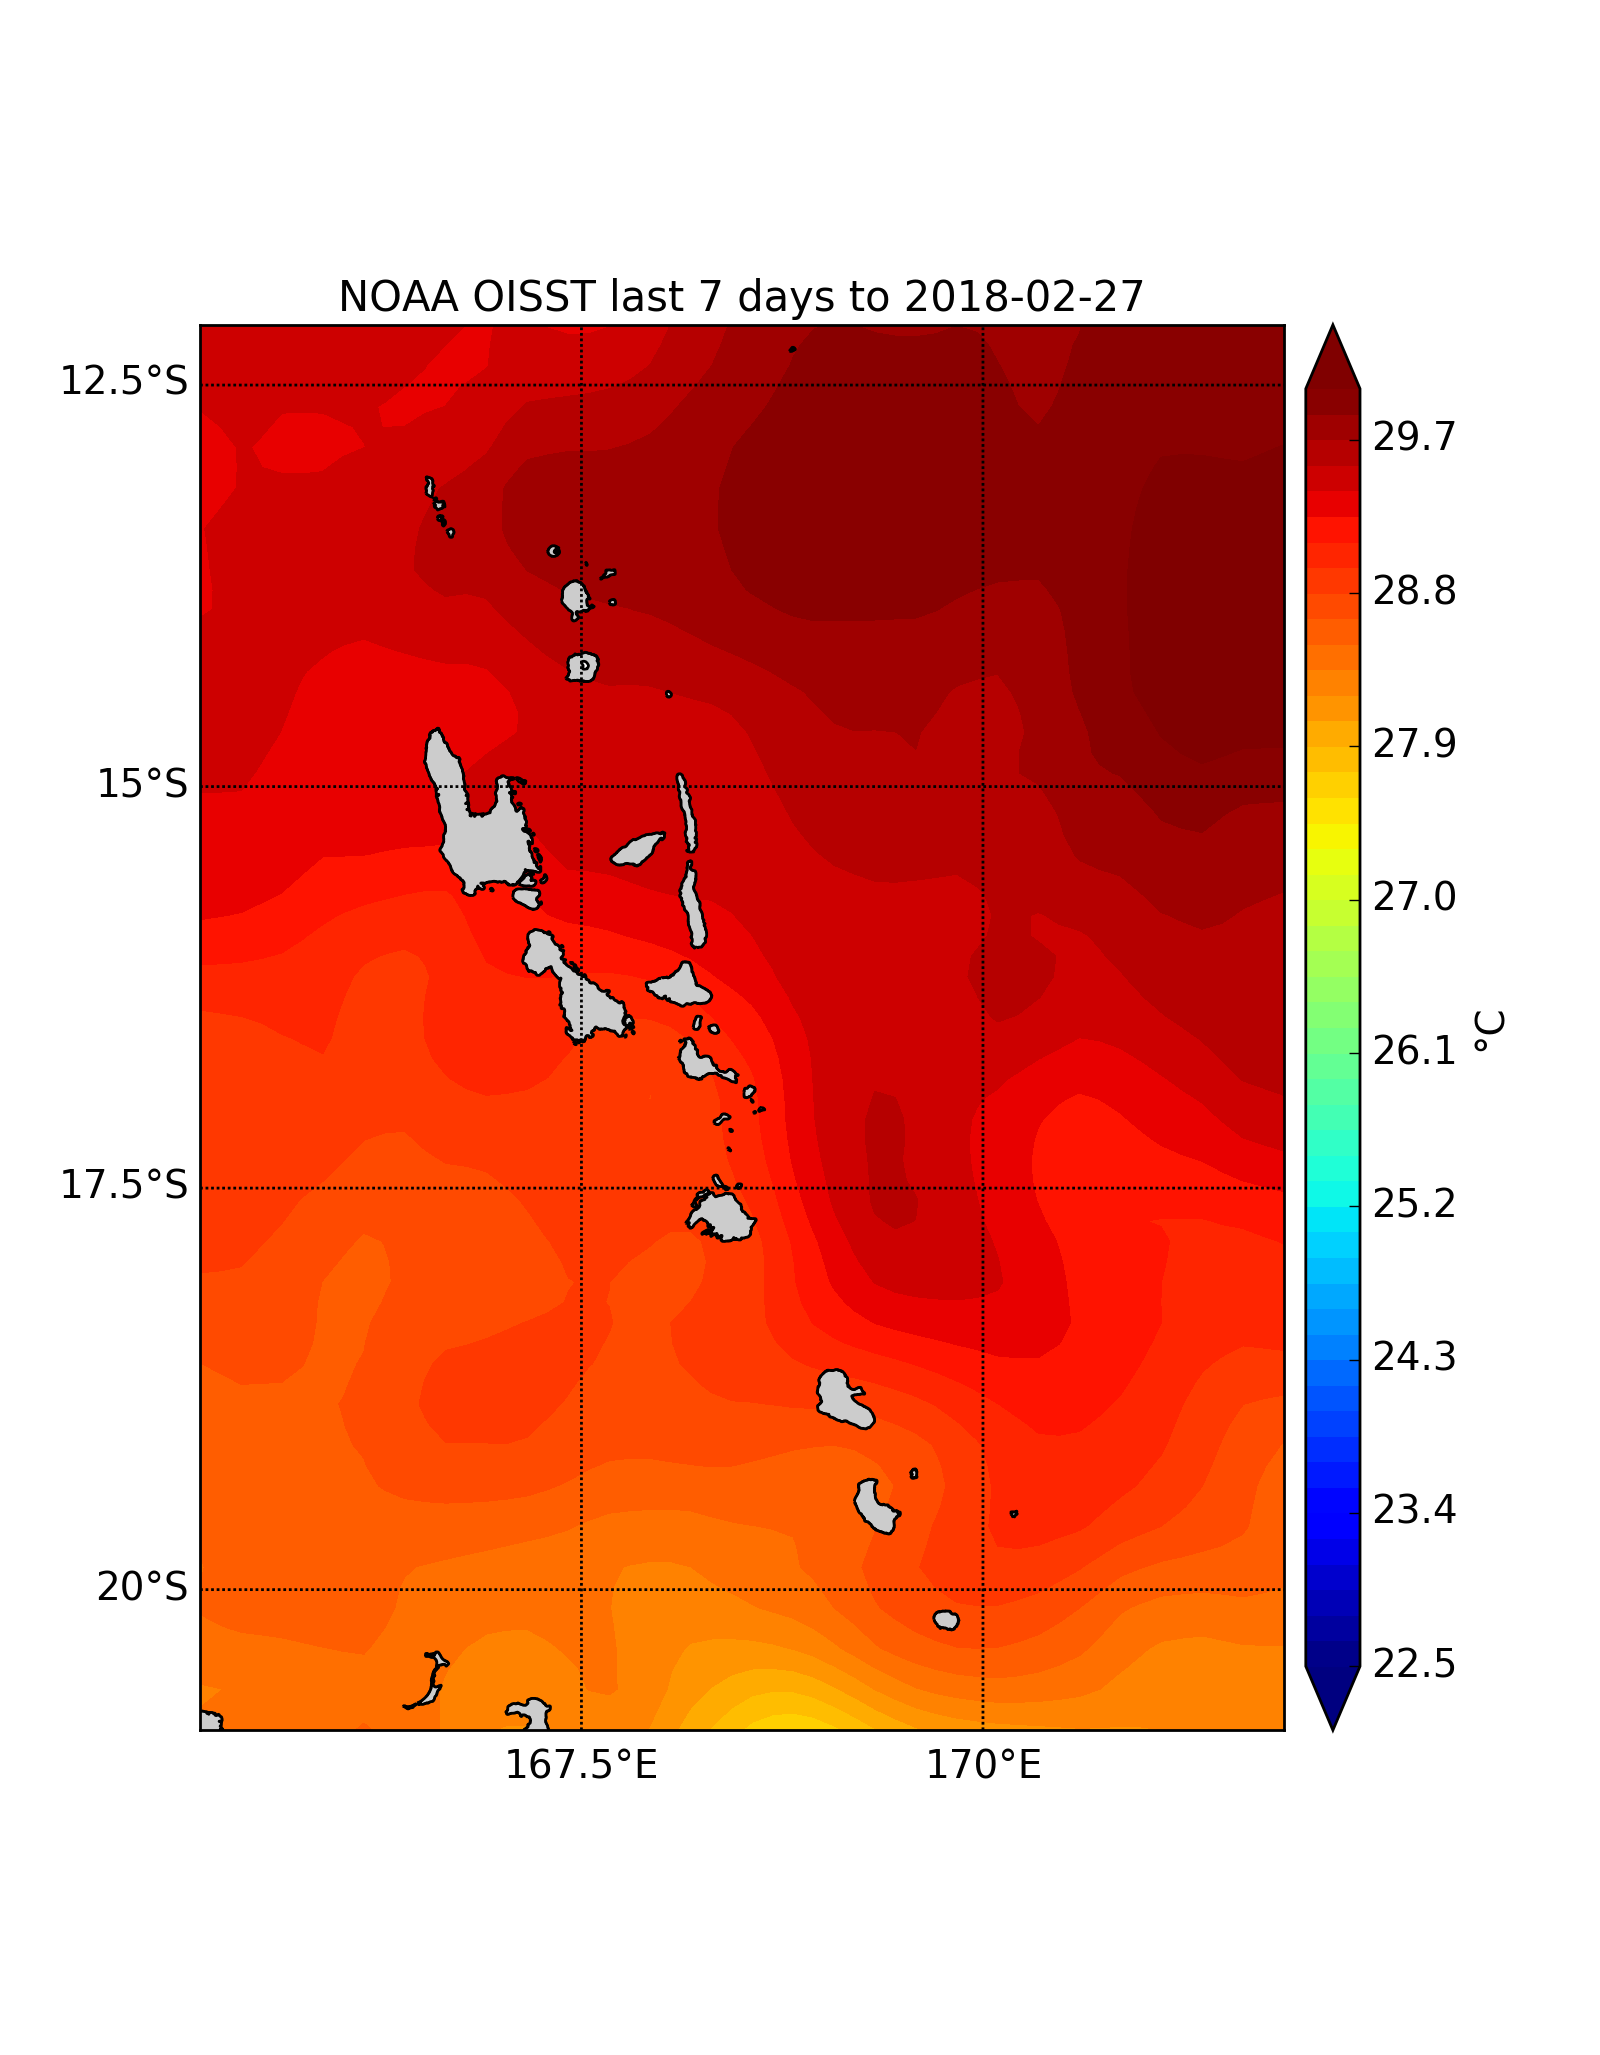 NOAA OISST last 7 days to 2018-02-27
12.5°S
15°S
17.5°S
20°S
167.5°E
170°E
29.7
28.8
27.9
27.0
26.1
25.2
24.3
23.4
22.5
°C